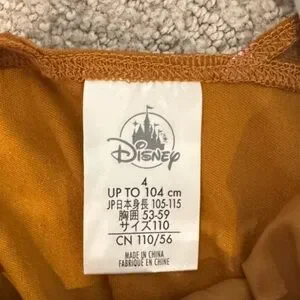 Disney
4
UP TO 104 cm
JP日本身長 105-115
胸囲 53-59
サイズ110
CN 110/56
MADE IN CHINA
FABRIQUÉ EN CHINE